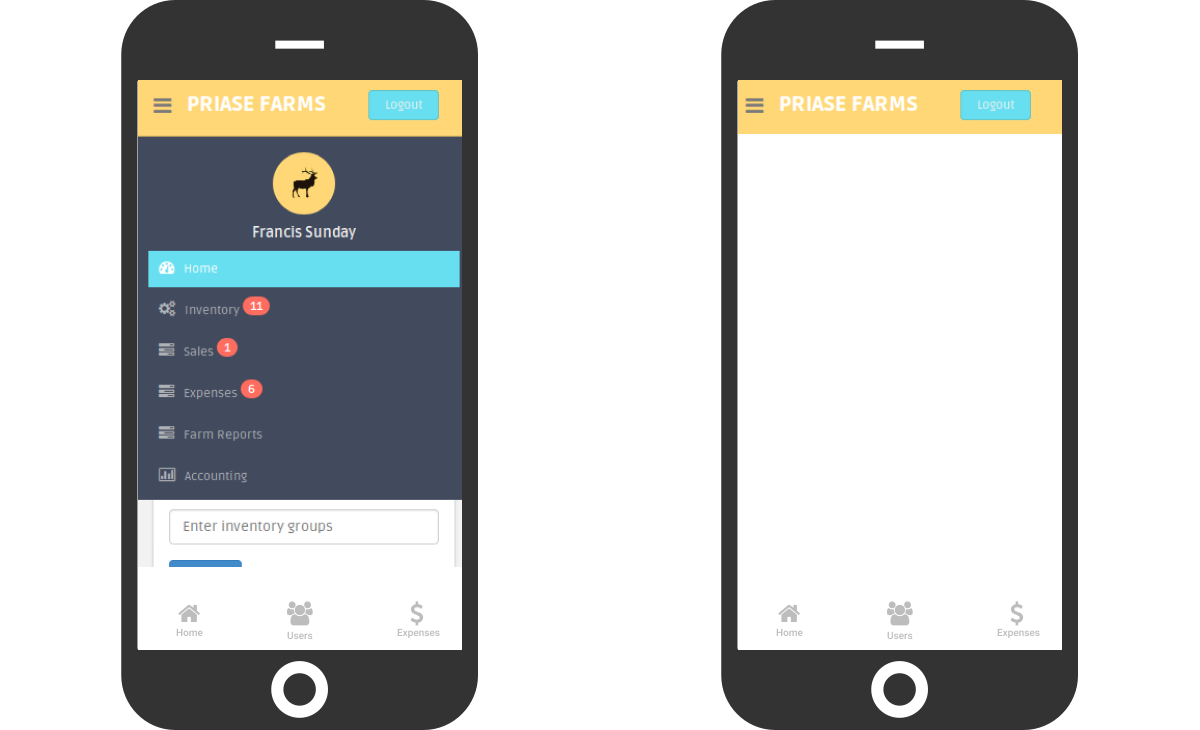 PRIASE FARMS Logout
Francis Sunday
Home
Inventory 11
Sales 1
Expenses 6
Farm Reports
Accounting
Enter inventory groups
Home Users Expenses
PRIASE FARMS Logout
Home Users Expenses